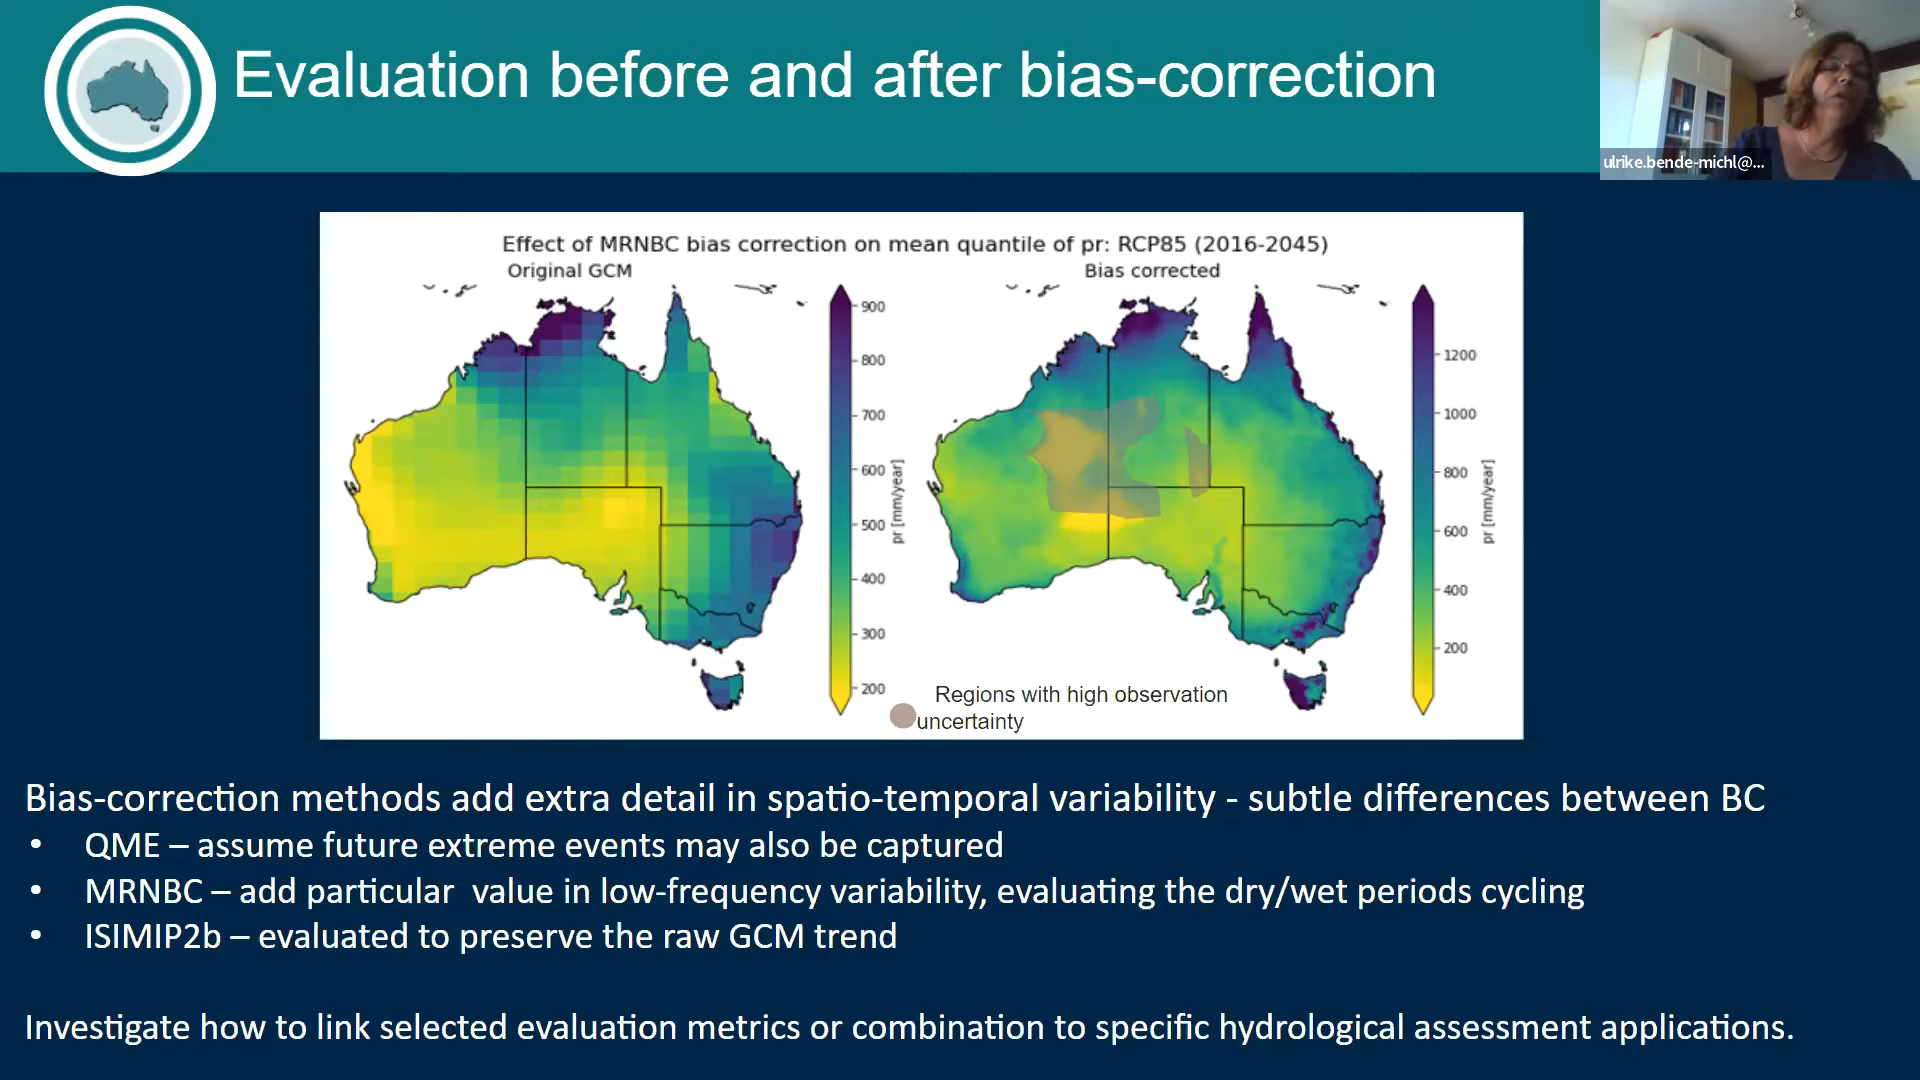 Evaluation before and after bias-correction
ulrike.bende-michl@...
Effect of MRNBC bias correction on mean quantile of pr: RCP85 (2016-2045)
Original GCM
Bias corrected
900
800
700
600
500
400
300
200
pr [mm/year]
1200
1000
800
600
400
200
pr [mm/year]
Regions with high observation
uncertainty
Bias-correction methods add extra detail in spatio-temporal variability - subtle differences between BC
• QME – assume future extreme events may also be captured
• MRNBC – add particular  value in low-frequency variability, evaluating the dry/wet periods cycling
• ISIMIP2b – evaluated to preserve the raw GCM trend
Investigate how to link selected evaluation metrics or combination to specific hydrological assessment applications.